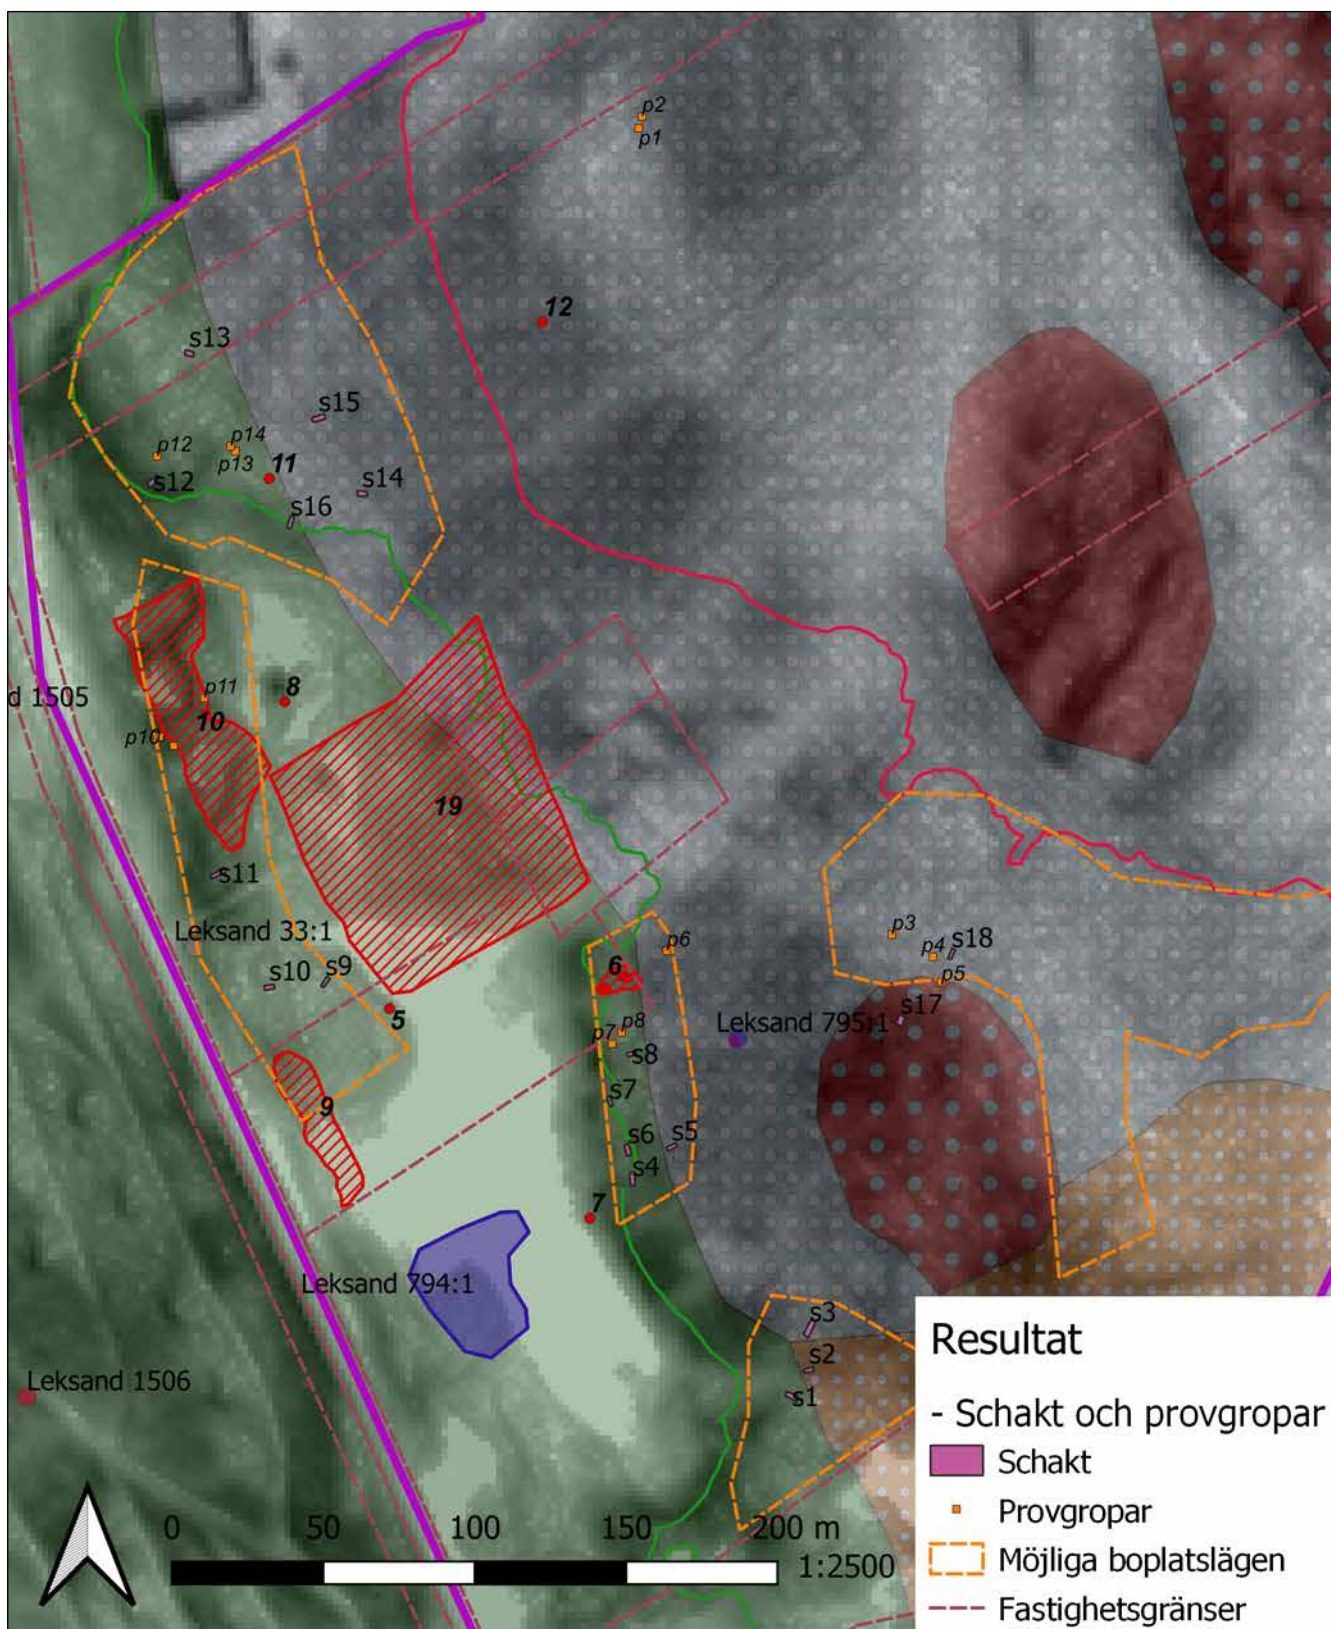 p2
p1
12
s13
s15
p14
p12
p13
11
s12
s14
s16
8
d 1505
p11
10
p10
19
s11
Leksand 33:1
p3
s18
p4
p6
p5
6
s10
s9
s17
5
Leksand 795:1
p8
p7
s8
s7
9
s6
s5
s4
7
Leksand 794:1
s3
s2
Leksand 1506
s1
Resultat
- Schakt och provgropar
Schakt
Provgropar
Möjliga boplatslägen
Fastighetsgränser
0 50 100 150 200 m
1:2500